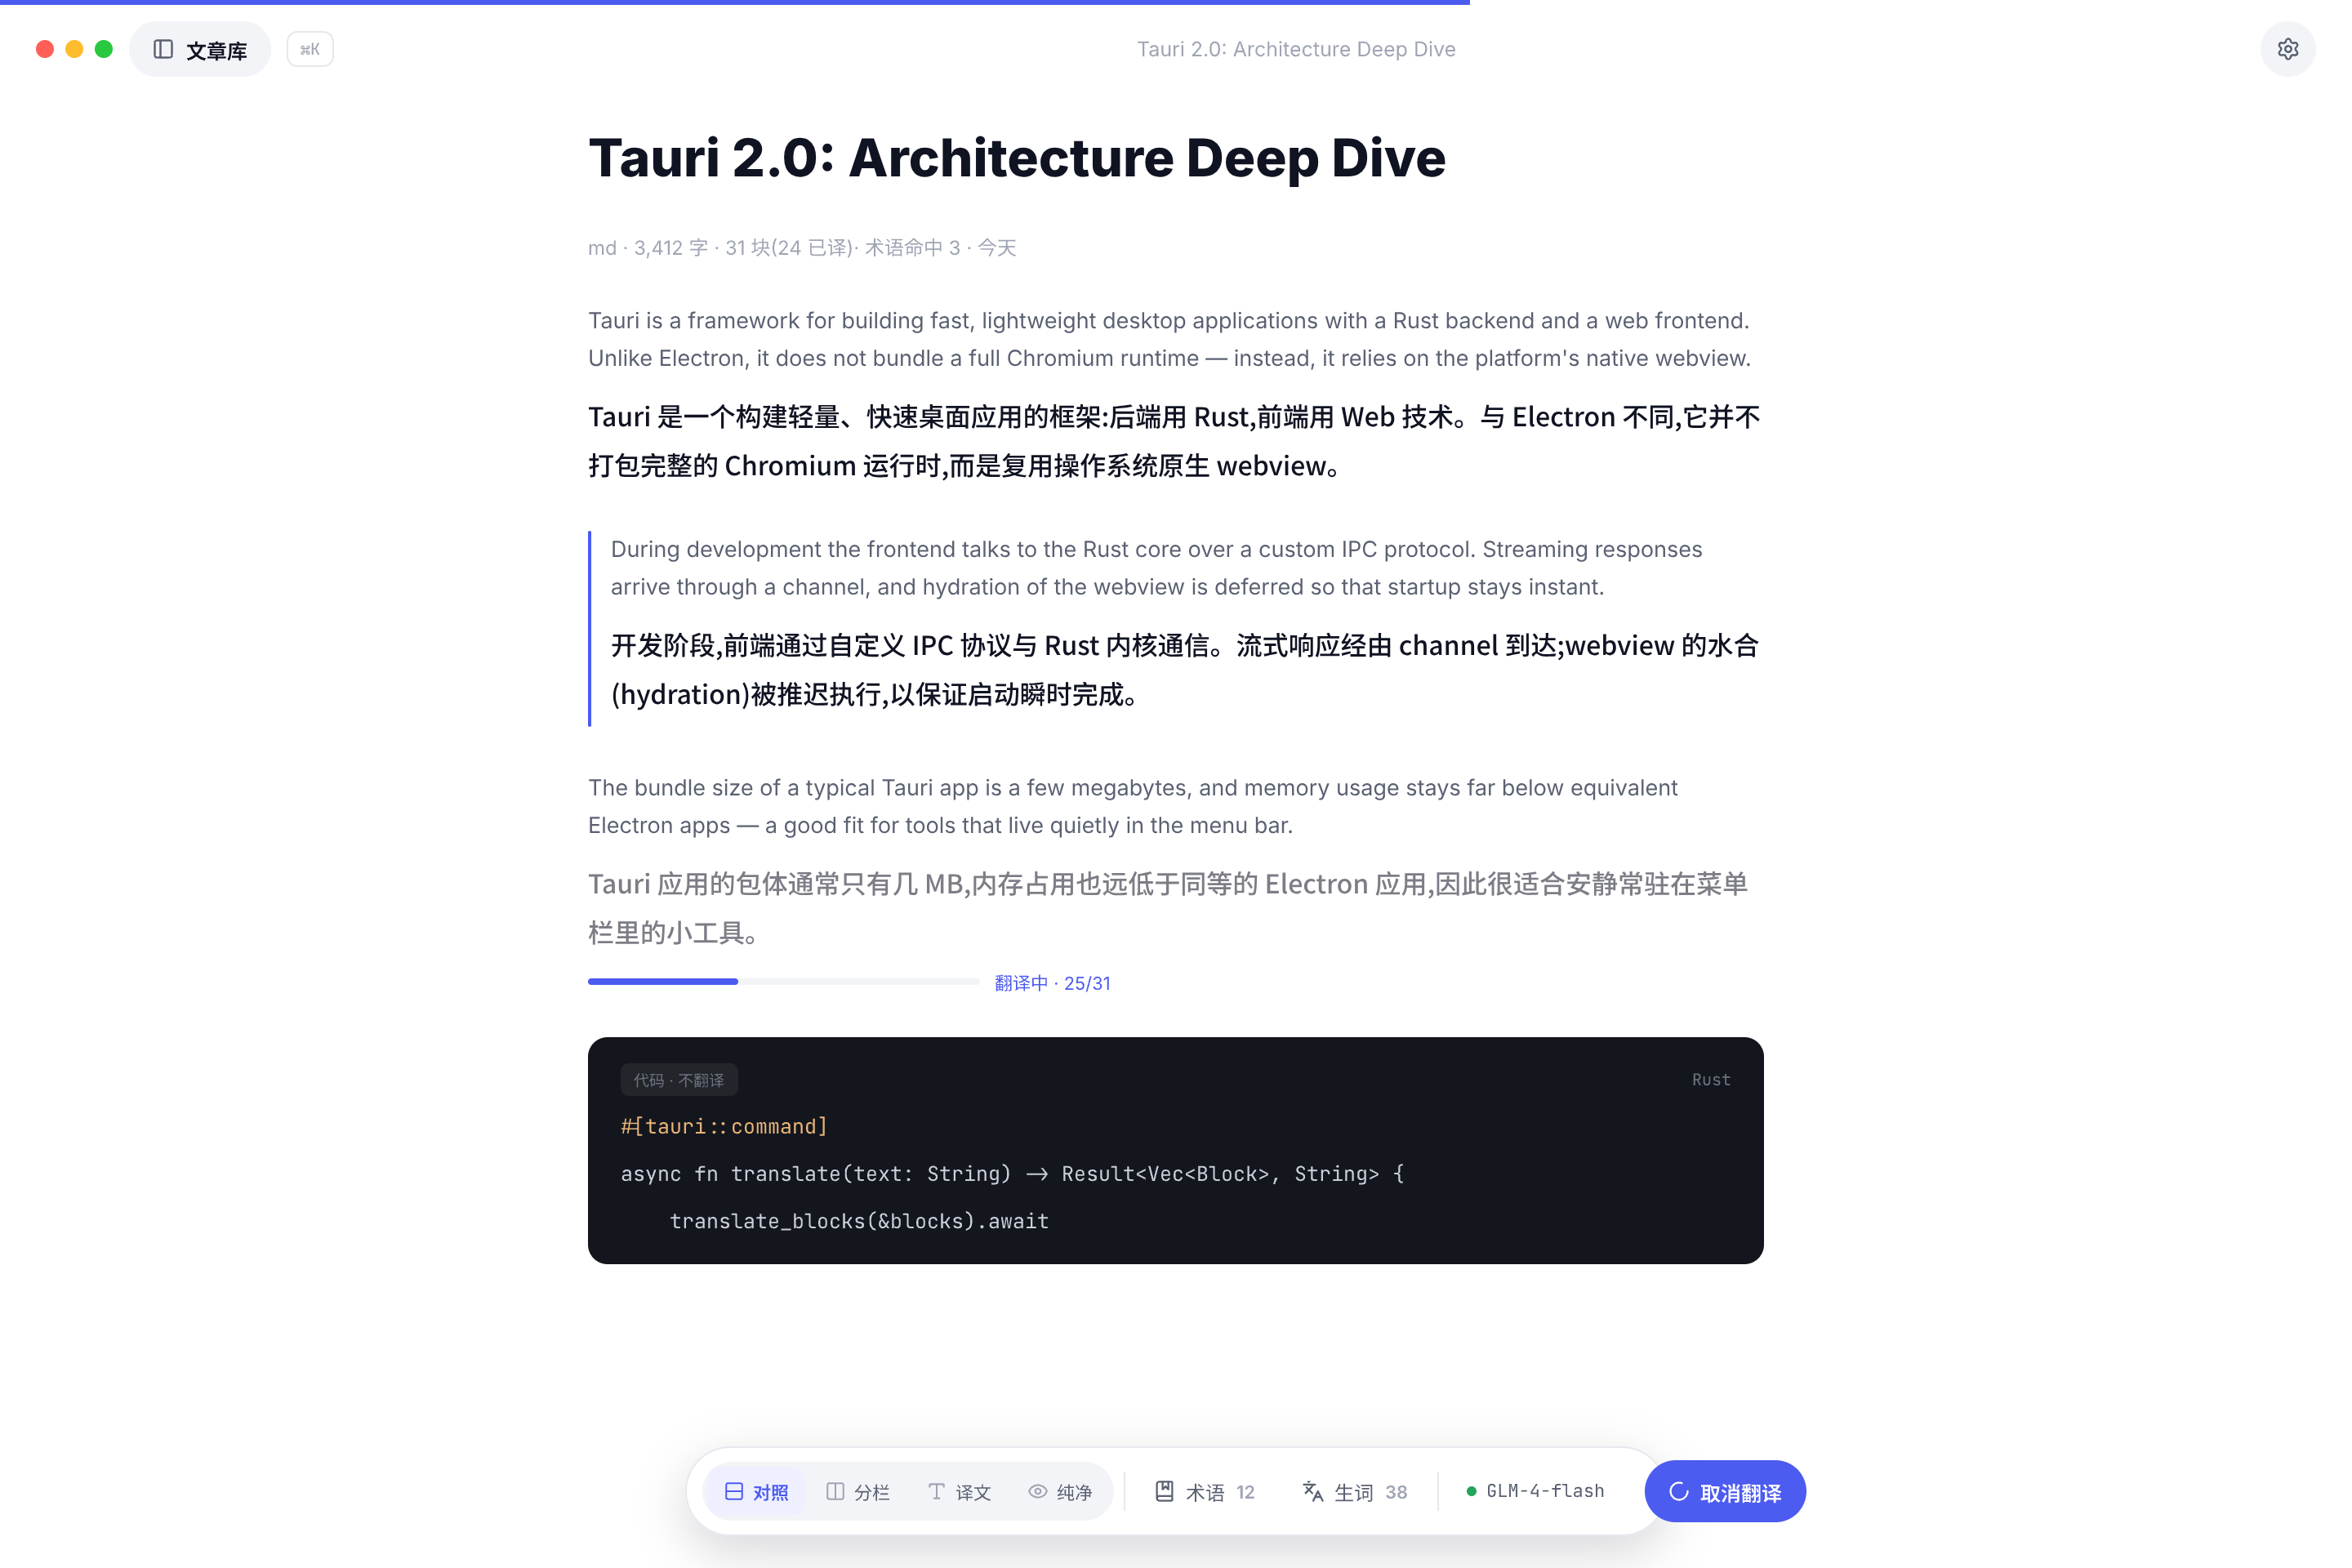 文章库
⌘K
Tauri 2.0: Architecture Deep Dive
Tauri 2.0: Architecture Deep Dive
md · 3,412 字 · 31 块(24 已译)· 术语命中 3 · 今天
Tauri is a framework for building fast, lightweight desktop applications with a Rust backend and a web frontend.
Unlike Electron, it does not bundle a full Chromium runtime — instead, it relies on the platform's native webview.
Tauri 是一个构建轻量、快速桌面应用的框架:后端用 Rust,前端用 Web 技术。与 Electron 不同,它并不
打包完整的 Chromium 运行时,而是复用操作系统原生 webview。
During development the frontend talks to the Rust core over a custom IPC protocol. Streaming responses
arrive through a channel, and hydration of the webview is deferred so that startup stays instant.
开发阶段,前端通过自定义 IPC 协议与 Rust 内核通信。流式响应经由 channel 到达;webview 的水合
(hydration)被推迟执行,以保证启动瞬时完成。
The bundle size of a typical Tauri app is a few megabytes, and memory usage stays far below equivalent
Electron apps — a good fit for tools that live quietly in the menu bar.
Tauri 应用的包体通常只有几 MB,内存占用也远低于同等的 Electron 应用,因此很适合安静常驻在菜单
栏里的小工具。
翻译中 · 25/31
代码 · 不翻译
Rust
#[tauri::command]
async fn translate(text: String) -> Result<Vec<Block>, String> {
    translate_blocks(&blocks).await
对照
分栏
译文
纯净
术语 12
生词 38
GLM-4-flash
取消翻译